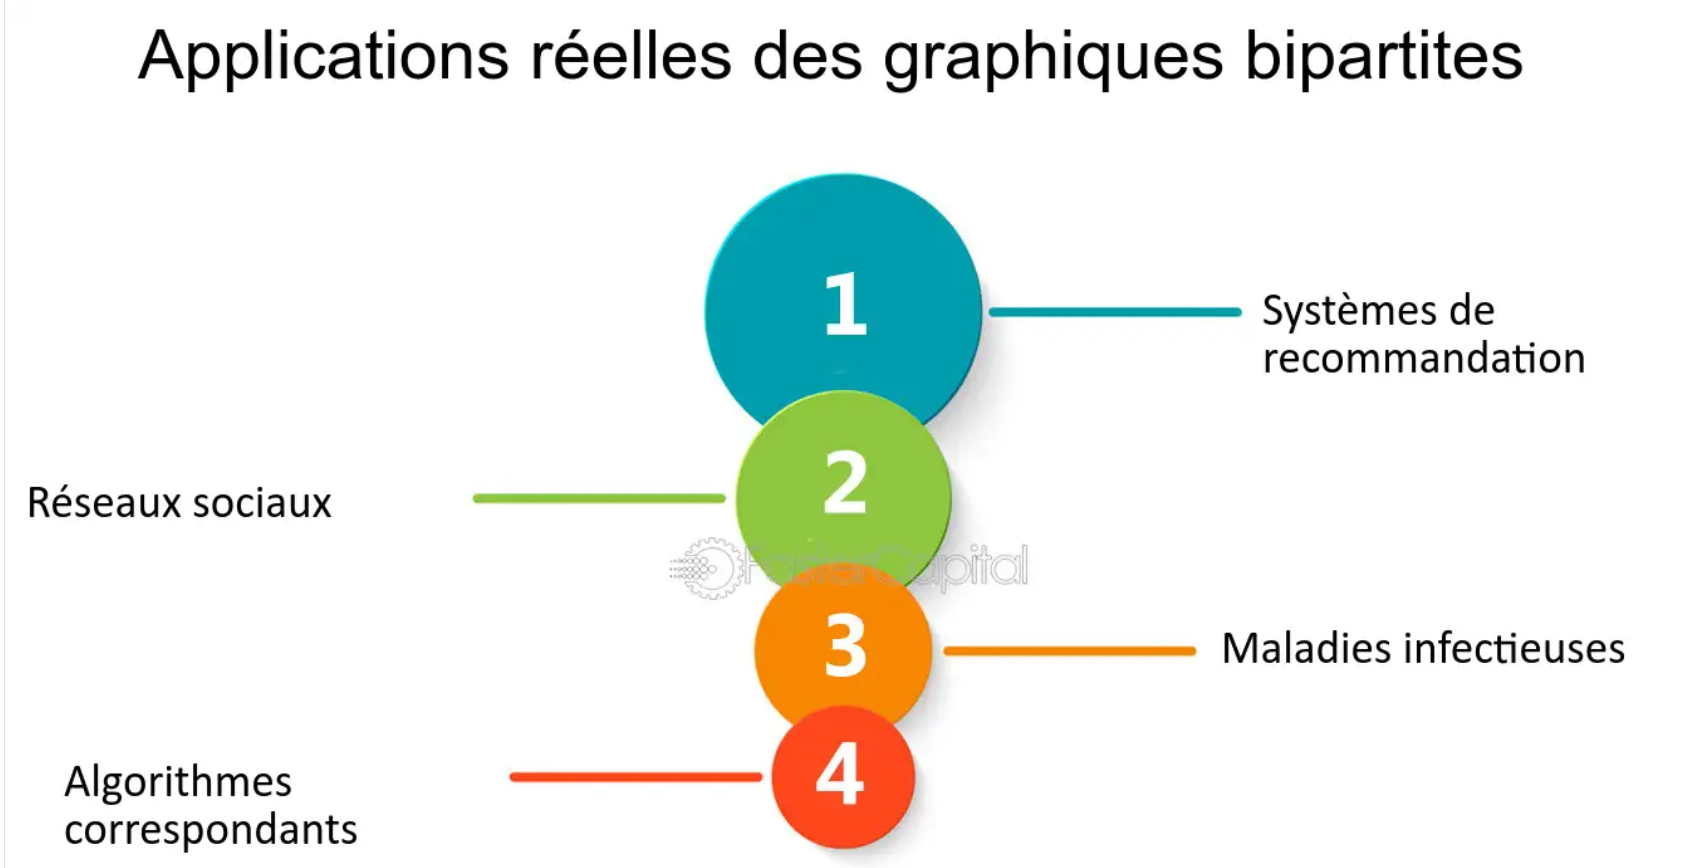 Applications réelles des graphiques bipartites
1
Systèmes de
recommandation
2
Réseaux sociaux
FasterCapital
3
Maladies infectieuses
4
Algorithmes
correspondants